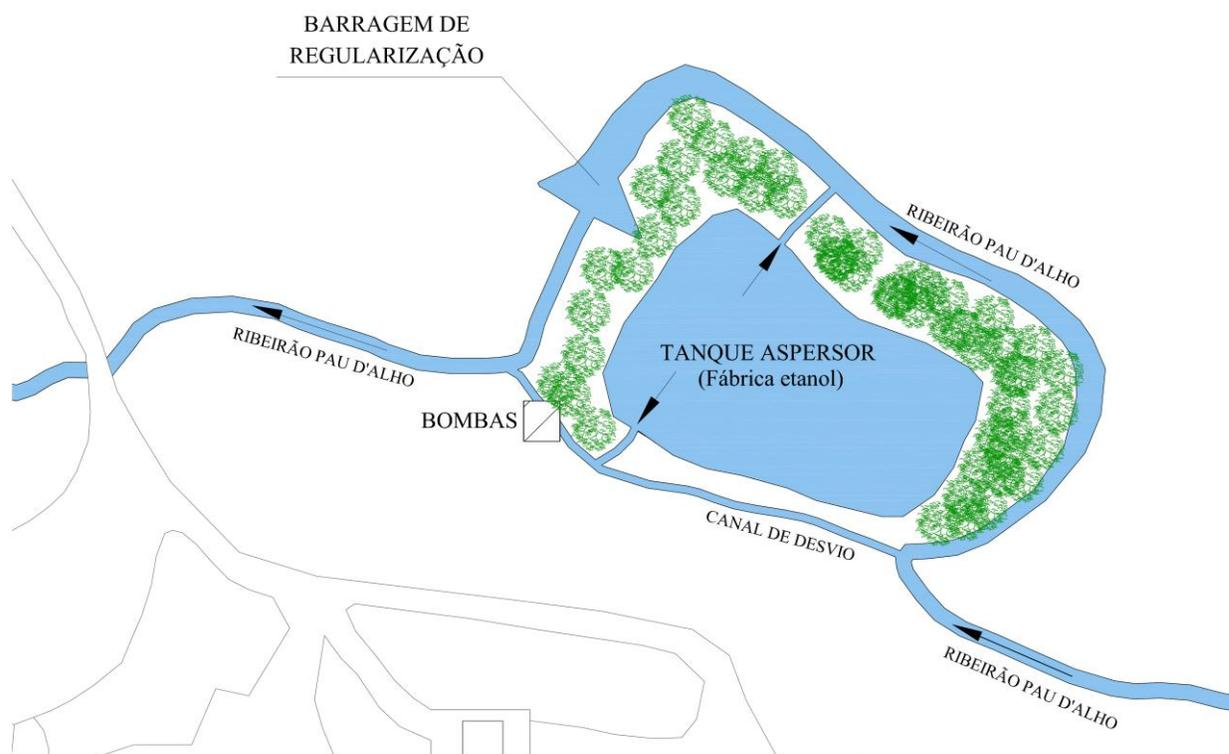 BARRAGEM DE
REGULARIZAÇÃO
RIBEIRÃO PAU D'ALHO
TANQUE ASPERSOR
(Fábrica etanol)
RIBEIRÃO PAU D'ALHO
BOMBAS
CANAL DE DESVIO
RIBEIRÃO PAU D'ALHO